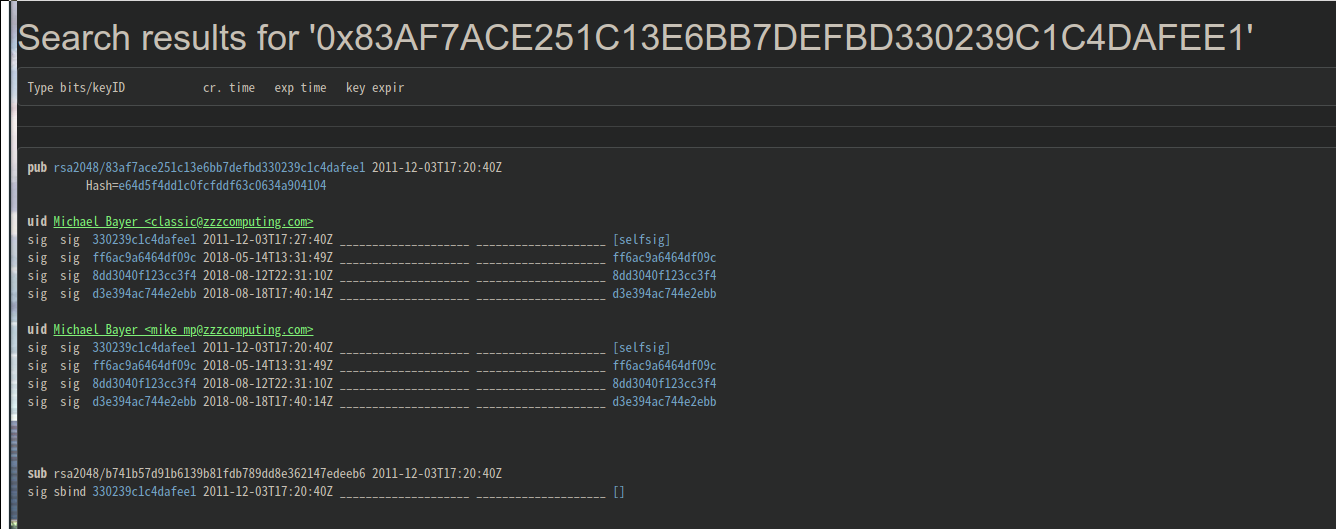 Search results for '0x83AF7ACE251C13E6BB7DEFBD330239C1C4DAFEE1'
Type bits/keyID cr. time exp time key expir
pub rsa2048/83af7ace251c13e6bb7defbd330239c1c4dafee1 2011-12-03T17:20:40Z
Hash=e64d5f4dd1c0fcfddf63c0634a904104
uid Michael Bayer <classic@zzzcomputing.com>
sig sig 330239c1c4dafee1 2011-12-03T17:27:40Z ____________________ ____________________ [selfsig]
sig sig ff6ac9a6464df09c 2018-05-14T13:31:49Z ____________________ ____________________ ff6ac9a6464df09c
sig sig 8dd3040f123cc3f4 2018-08-12T22:31:10Z ____________________ ____________________ 8dd3040f123cc3f4
sig sig d3e394ac744e2ebb 2018-08-18T17:40:14Z ____________________ ____________________ d3e394ac744e2ebb
uid Michael Bayer <mike_mp@zzzcomputing.com>
sig sig 330239c1c4dafee1 2011-12-03T17:20:40Z ____________________ ____________________ [selfsig]
sig sig ff6ac9a6464df09c 2018-05-14T13:31:49Z ____________________ ____________________ ff6ac9a6464df09c
sig sig 8dd3040f123cc3f4 2018-08-12T22:31:10Z ____________________ ____________________ 8dd3040f123cc3f4
sig sig d3e394ac744e2ebb 2018-08-18T17:40:14Z ____________________ ____________________ d3e394ac744e2ebb
sub rsa2048/b741b57d91b6139b81fdb789dd8e362147edeeb6 2011-12-03T17:20:40Z
sig sbind 330239c1c4dafee1 2011-12-03T17:20:40Z ____________________ ____________________ []